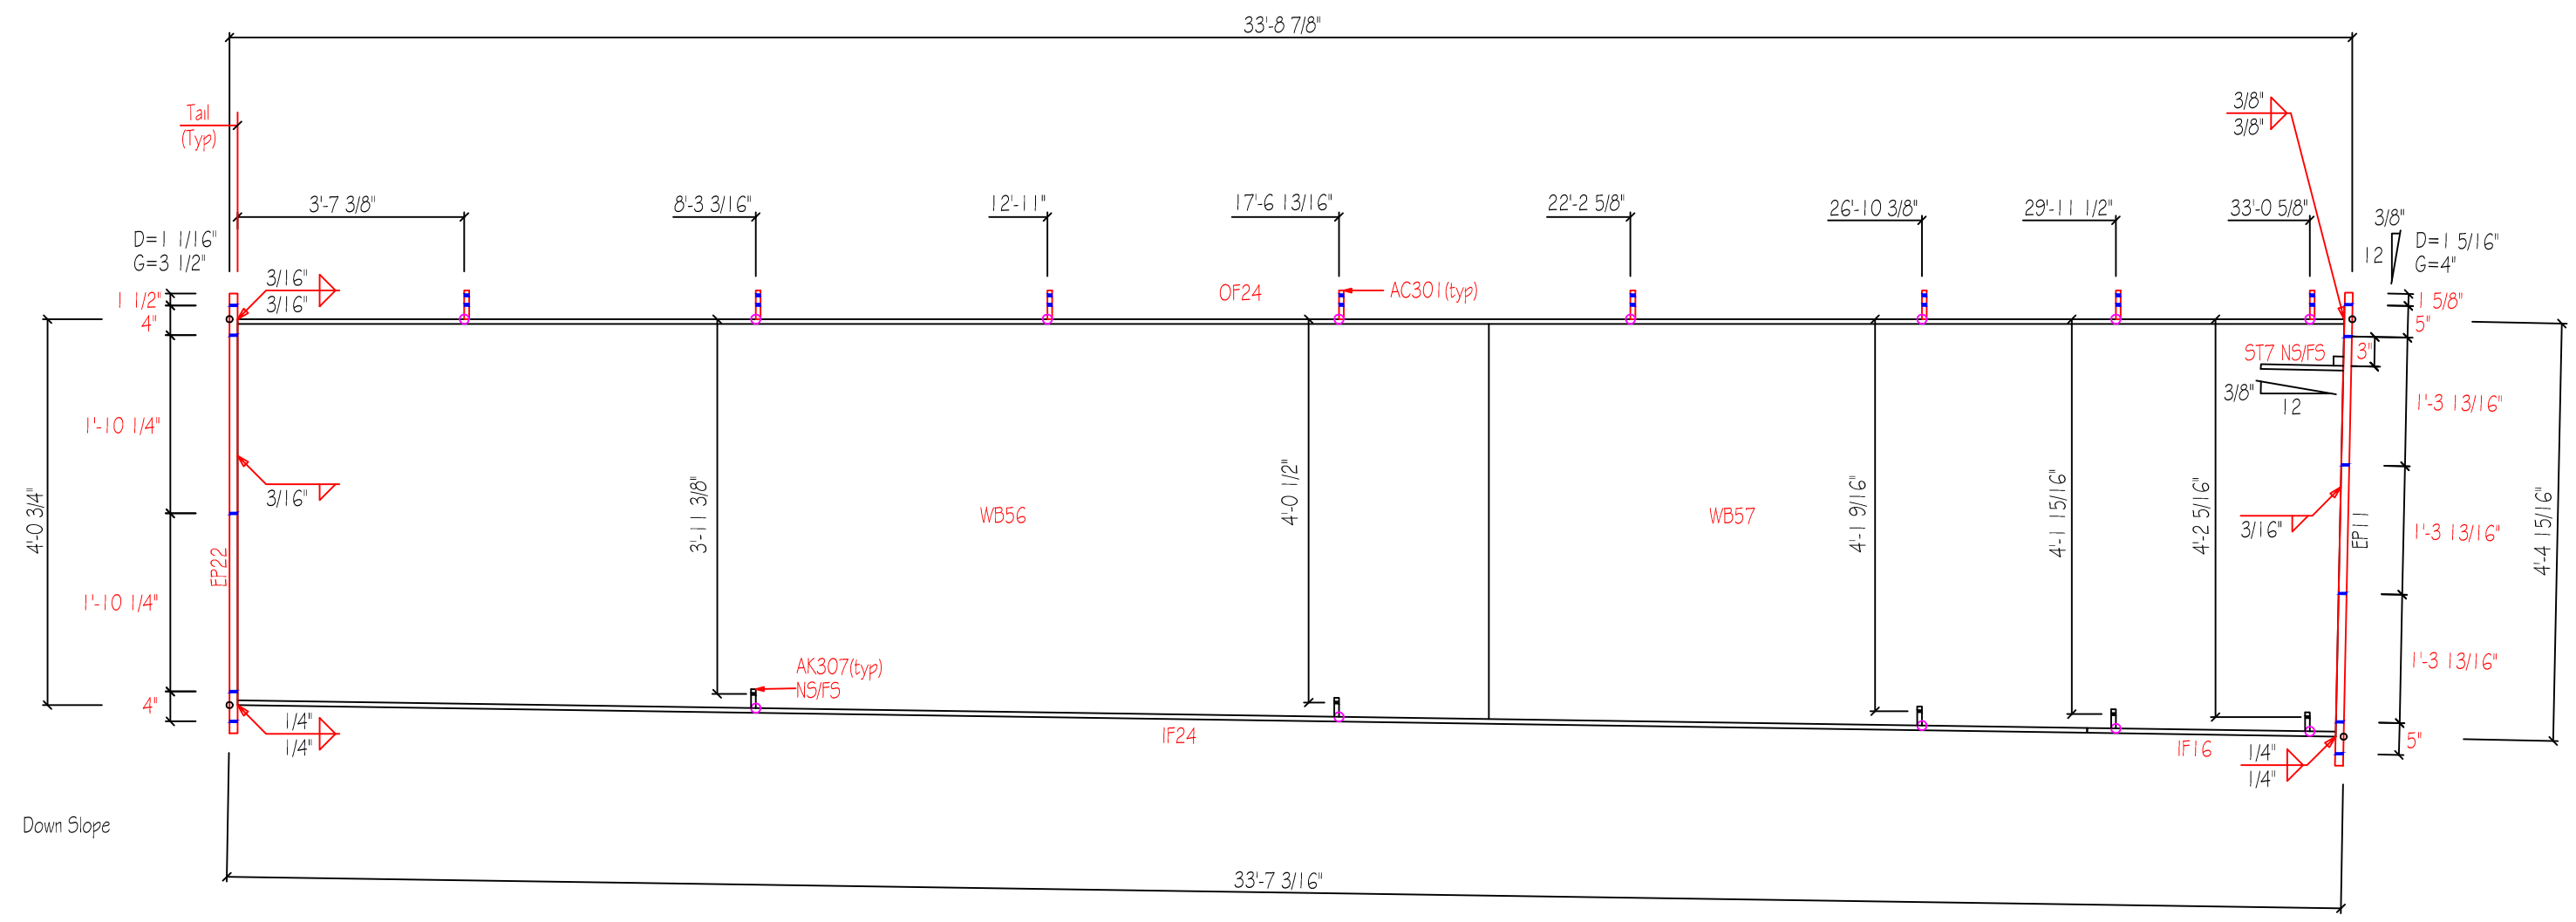 33'-8 7/8"
Tail
(Typ)
3/8"
3/8"
3'-7 3/8"
8'-3 3/16"
12'-11"
17'-6 13/16"
22'-2 5/8"
26'-10 3/8"
29'-11 1/2"
33'-0 5/8"
3/8"
12
D=1 1/16"
G=3 1/2"
D=1 5/16"
G=4"
3/16"
3/16"
OF24
AC301(typ)
1 1/2"
4"
1 5/8"
5"
ST7 NS/FS
3"
3/8"
12
1'-10 1/4"
1'-3 13/16"
3/16"
4'-0 3/4"
3'-11 3/8"
WB56
4'-0 1/2"
WB57
4'-1 9/16"
4'-1 15/16"
4'-2 5/16"
3/16"
EP11
1'-3 13/16"
4'-4 15/16"
EP22
1'-10 1/4"
1'-3 13/16"
AK307(typ)
NS/FS
4"
1/4"
1/4"
IF24
IF16
1/4"
1/4"
5"
Down Slope
33'-7 3/16"